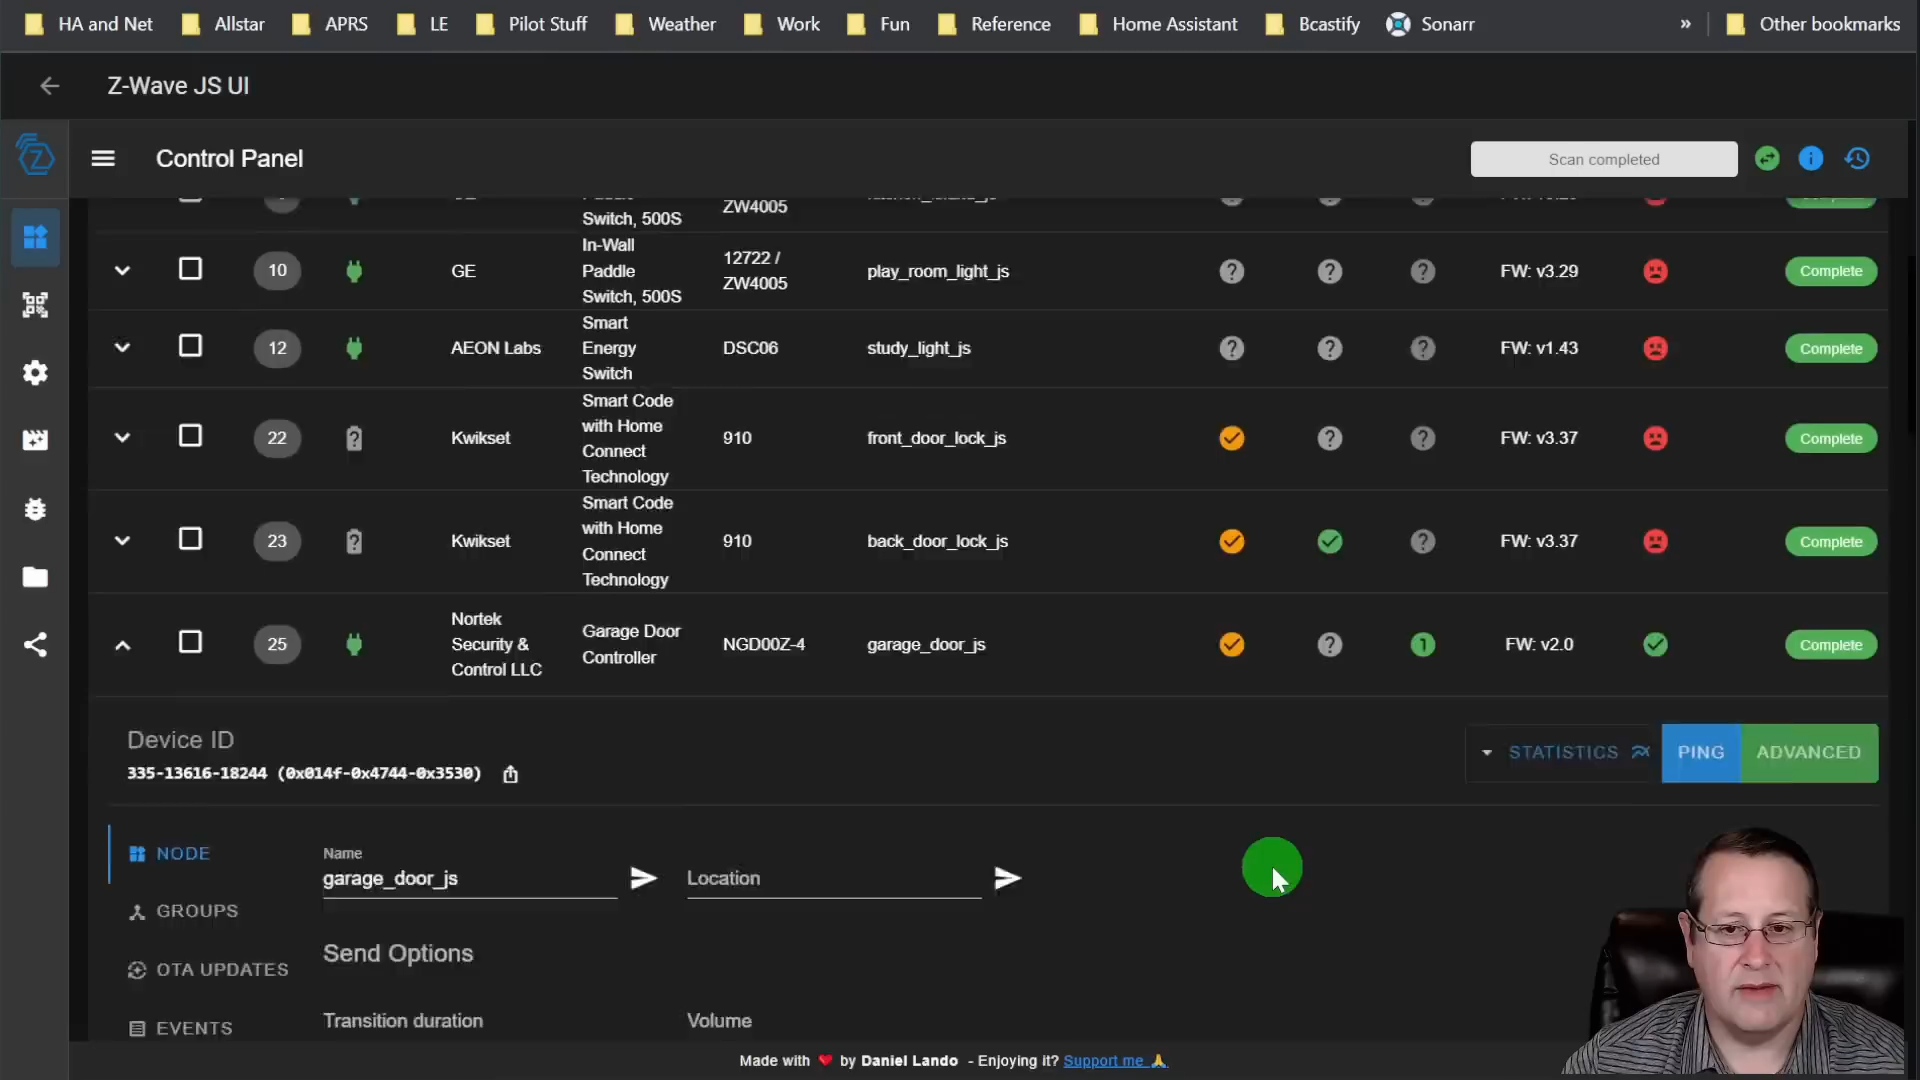 HA and Net
Allstar
APRS
LE
Pilot Stuff
Weather
Work
Fun
Reference
Home Assistant
Bcastify
Sonarr
»
Other bookmarks
Z-Wave JS UI
Control Panel
Scan completed
Switch, 500S
ZW4005
10
GE
In-Wall
Paddle
Switch, 500S
12722 /
ZW4005
play_room_light_js
FW: v3.29
Complete
12
AEON Labs
Smart
Energy
Switch
DSC06
study_light_js
FW: v1.43
Complete
22
Kwikset
Smart Code
with Home
Connect
Technology
910
front_door_lock_js
FW: v3.37
Complete
23
Kwikset
Smart Code
with Home
Connect
Technology
910
back_door_lock_js
FW: v3.37
Complete
25
Nortek
Security &
Control LLC
Garage Door
Controller
NGD00Z-4
garage_door_js
1
FW: v2.0
Complete
Device ID
335-13616-18244 (0x014f-0x4744-0x3530)
STATISTICS
PING
ADVANCED
NODE
GROUPS
OTA UPDATES
EVENTS
Name
garage_door_js
Location
Send Options
Transition duration
Volume
Made with ❤ by Daniel Lando - Enjoying it? Support me 🙏